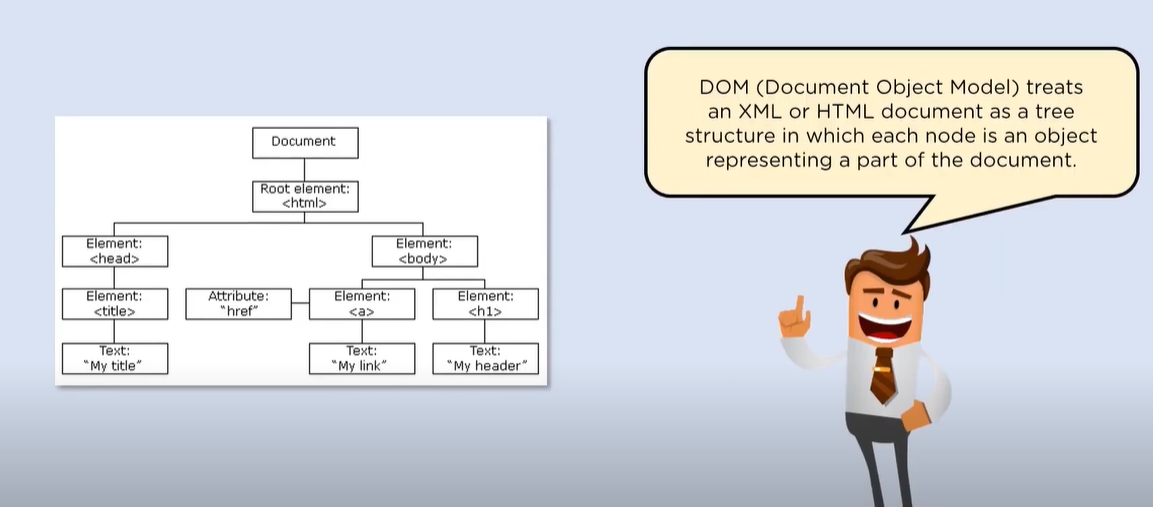 Document
Root element:
<html>
Element:
<head>
Element:
<body>
Element:
<title>
Attribute:
"href"
Element:
<a>
Element:
<h1>
Text:
"My title"
Text:
"My link"
Text:
"My header"
DOM (Document Object Model) treats
an XML or HTML document as a tree
structure in which each node is an object
representing a part of the document.